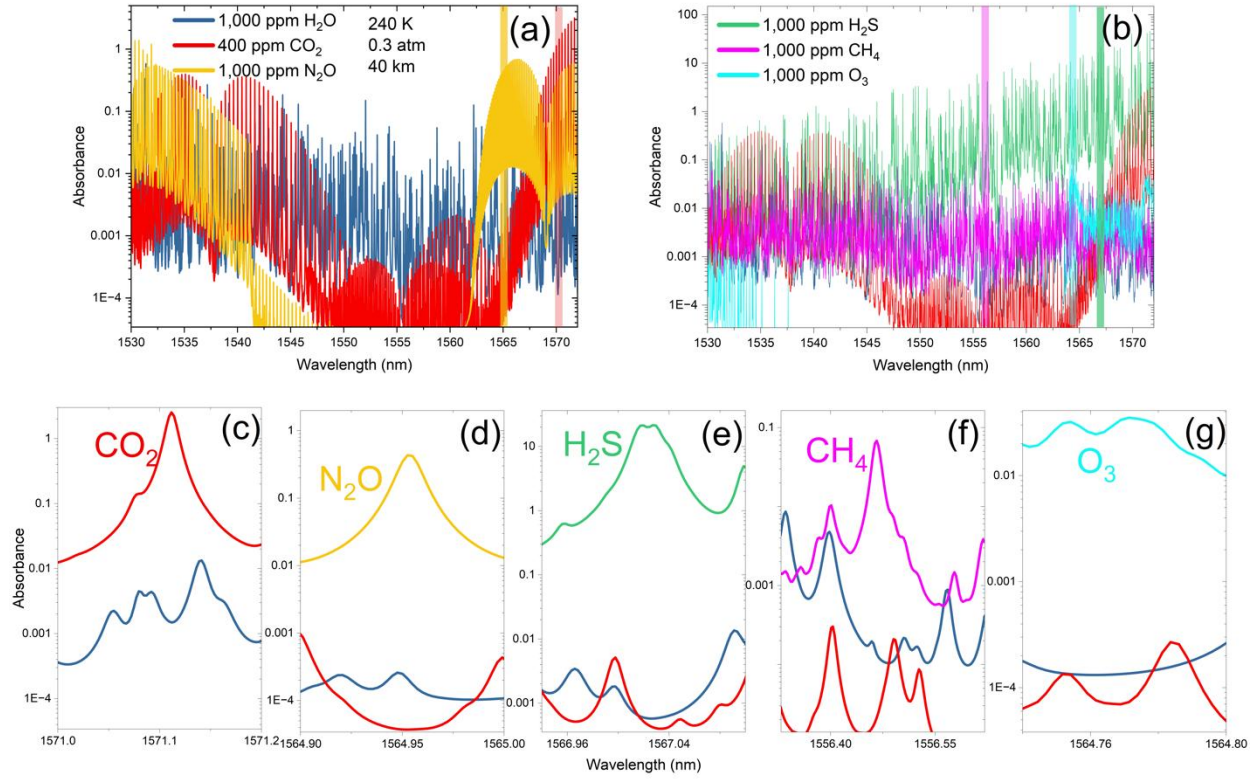 (a)
1,000 ppm H₂O
400 ppm CO₂
1,000 ppm N₂O
240 K
0.3 atm
40 km
Absorbance
1
0.1
0.01
0.001
1E−4
1530 1535 1540 1545 1550 1555 1560 1565 1570
Wavelength (nm)
(b)
1,000 ppm H₂S
1,000 ppm CH₄
1,000 ppm O₃
Absorbance
100
10
1
0.1
0.01
0.001
1E−4
1530 1535 1540 1545 1550 1555 1560 1565 1570
Wavelength (nm)
(c)
CO₂
Absorbance
1
0.1
0.01
0.001
1E−4
1571.0 1571.1 1571.2
(d)
N₂O
1
0.1
0.01
0.001
1E−4
1564.90 1564.95 1565.00
(e)
H₂S
10
1
0.1
0.01
0.001
1566.96 1567.04
(f)
CH₄
0.1
0.001
1556.40 1556.55
(g)
O₃
0.01
0.001
1E−4
1564.76 1564.80
Wavelength (nm)